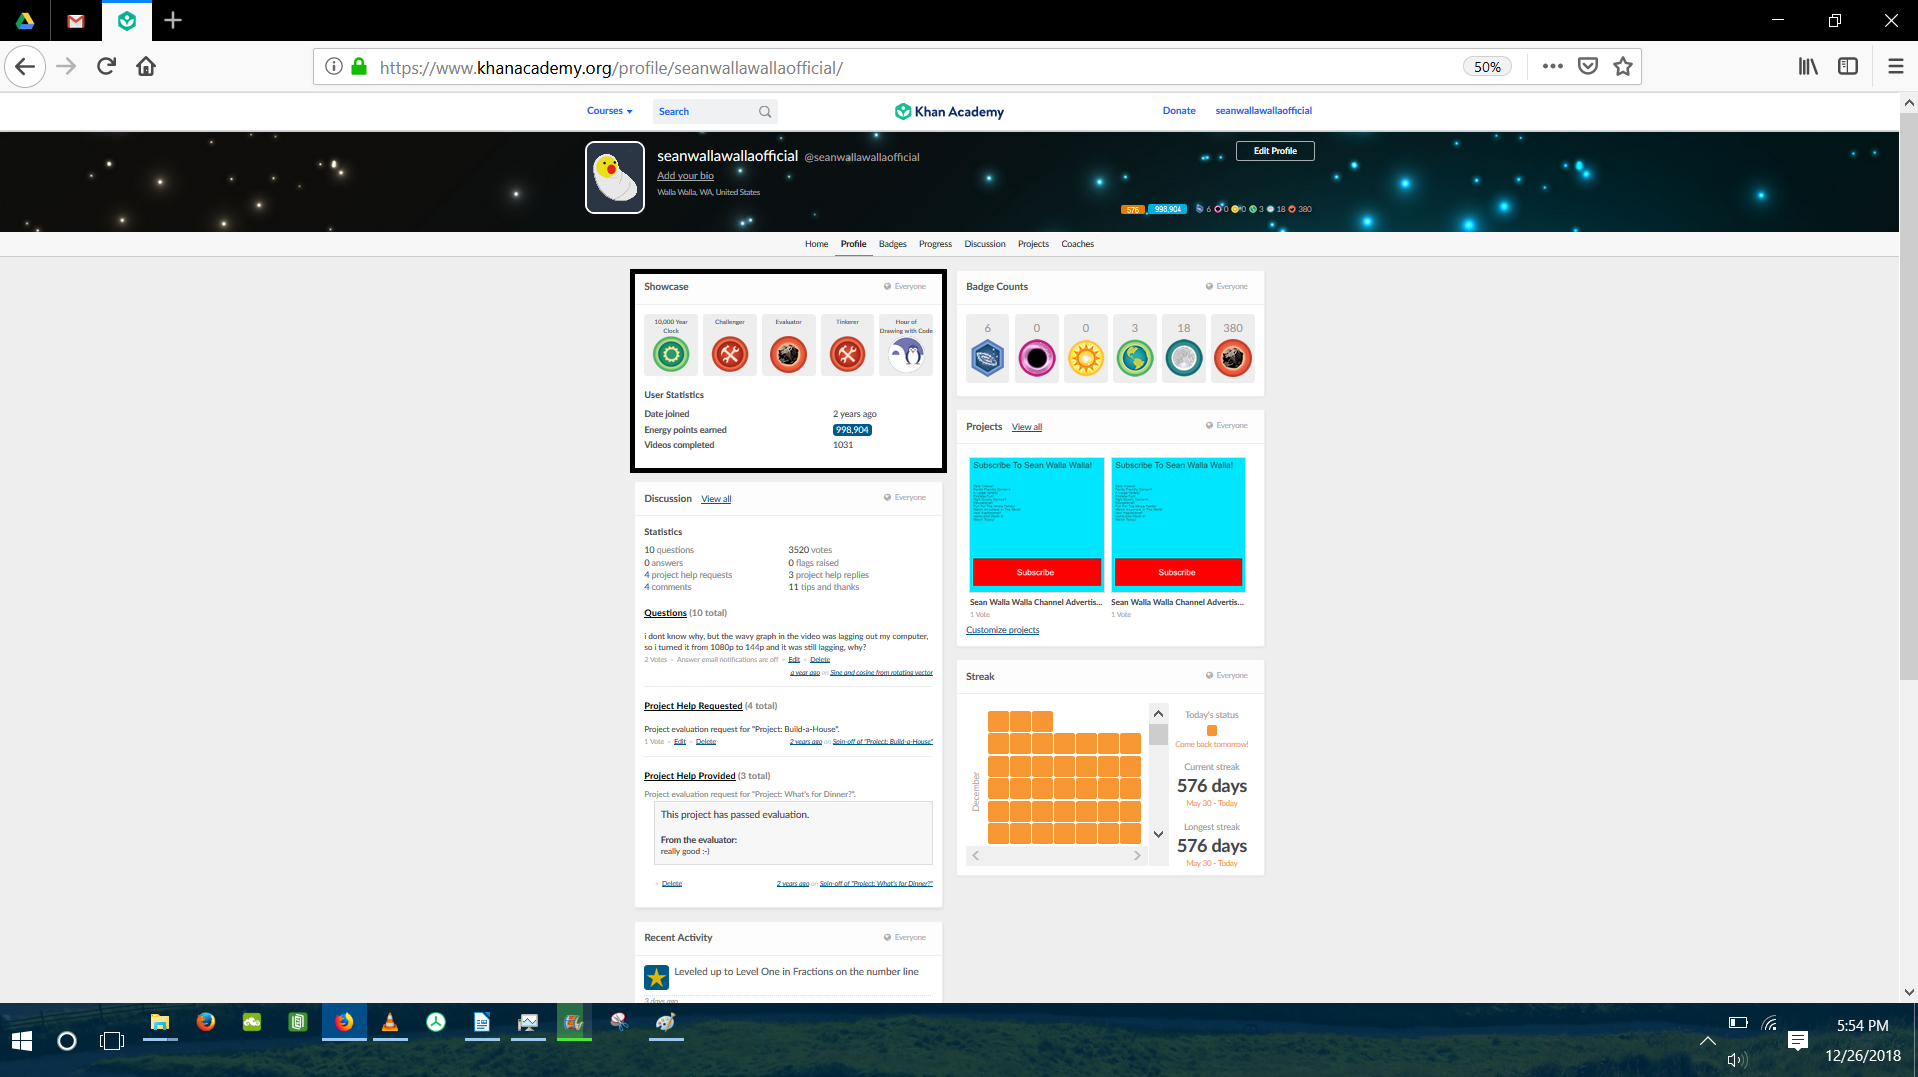 https://www.khanacademy.org/profile/seanwallawallaofficial/
50%
Courses
Search
Khan Academy
Donate
seanwallawallaofficial
seanwallawallaofficial @seanwallawallaofficial
Add your bio
Walla Walla, WA, United States
Edit Profile
576 998,904 6 0 0 3 18 380
Home Profile Badges Progress Discussion Projects Coaches
Showcase
Everyone
10,000 Year Clock
Challenger
Evaluator
Tinkerer
Hour of Drawing with Code
User Statistics
Date joined 2 years ago
Energy points earned 998,904
Videos completed 1031
Discussion View all
Everyone
Statistics
10 questions 3520 votes
0 answers 0 flags raised
4 project help requests 3 project help replies
4 comments 11 tips and thanks
Questions (10 total)
i dont know why, but the wavy graph in the video was lagging out my computer,
so i turned it from 1080p to 144p and it was still lagging, why?
2 Votes • Answer email notifications are off • Edit • Delete
a year ago on Sine and cosine from rotating vector
Project Help Requested (4 total)
Project evaluation request for "Project: Build-a-House".
1 Vote • Edit • Delete 2 years ago on Spin-off of "Project: Build-a-House"
Project Help Provided (3 total)
Project evaluation request for "Project: What's for Dinner?".
This project has passed evaluation.
From the evaluator:
really good :-)
• Delete 2 years ago on Spin-off of "Project: What's for Dinner?"
Recent Activity
Everyone
Leveled up to Level One in Fractions on the number line
3 days ago
Badge Counts
Everyone
6 0 0 3 18 380
Projects View all
Everyone
Subscribe To Sean Walla Walla!
Subscribe
Sean Walla Walla Channel Advertis...
1 Vote
Subscribe To Sean Walla Walla!
Subscribe
Sean Walla Walla Channel Advertis...
1 Vote
Customize projects
Streak
Everyone
December
Today's status
Come back tomorrow!
Current streak
576 days
May 30 - Today
Longest streak
576 days
May 30 - Today
5:54 PM
12/26/2018